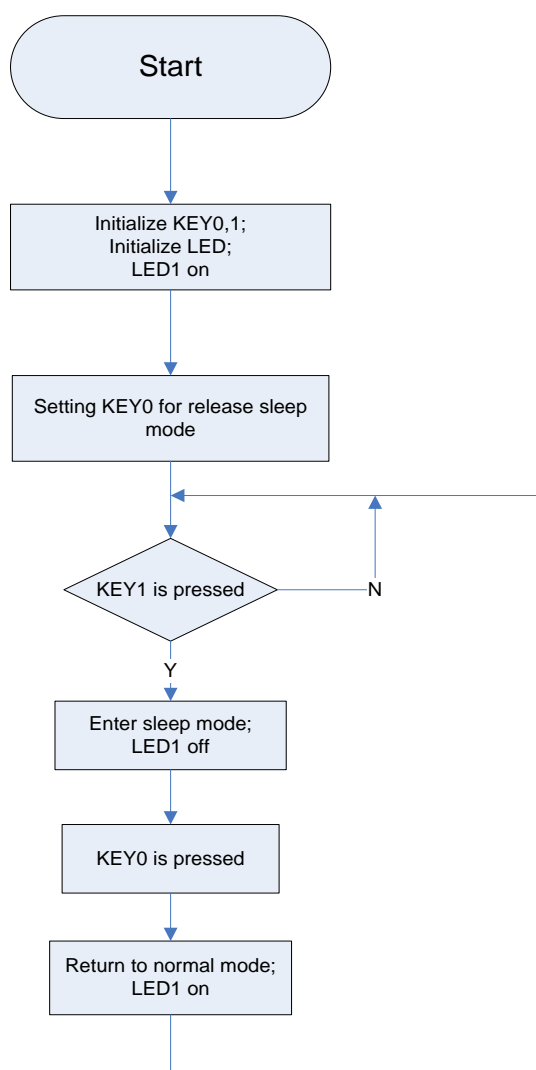 Start
Initialize KEY0,1;
Initialize LED;
LED1 on
Setting KEY0 for release sleep
mode
KEY1 is pressed
N
Y
Enter sleep mode;
LED1 off
KEY0 is pressed
Return to normal mode;
LED1 on